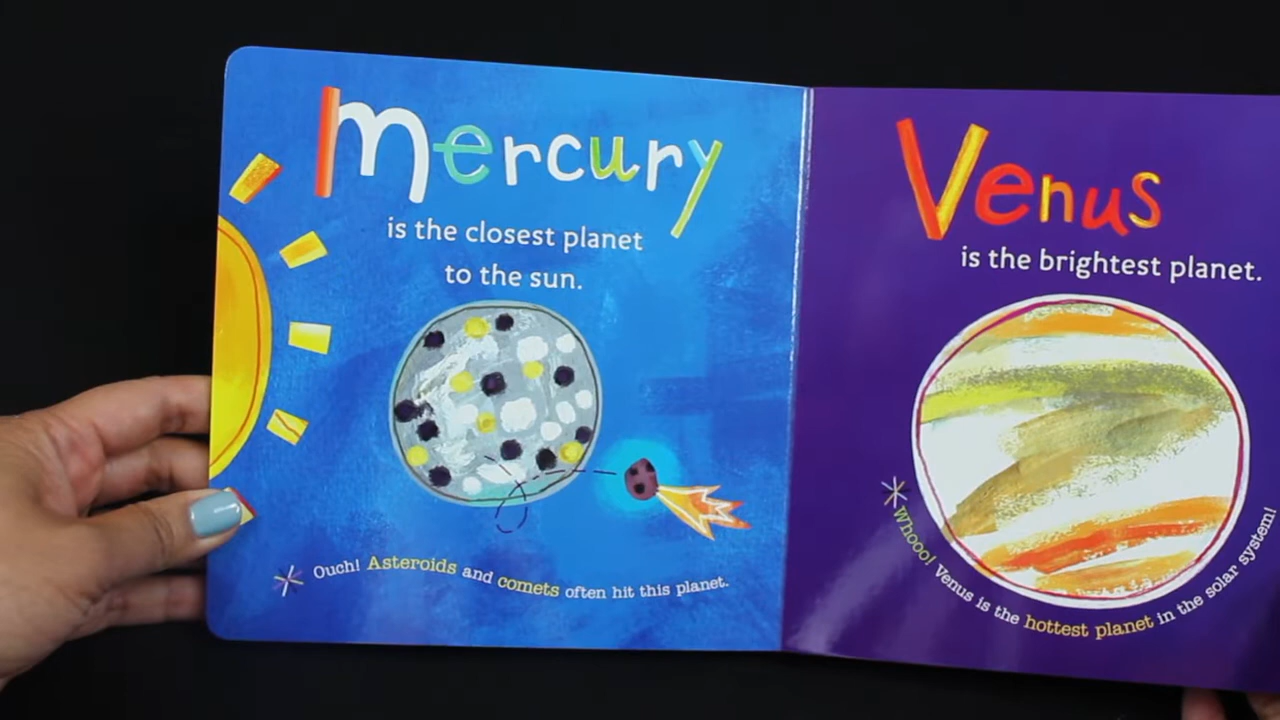 Mercury
is the closest planet
to the sun.
Ouch! Asteroids and comets often hit this planet.
Venus
is the brightest planet.
Whooo! Venus is the hottest planet in the solar system!